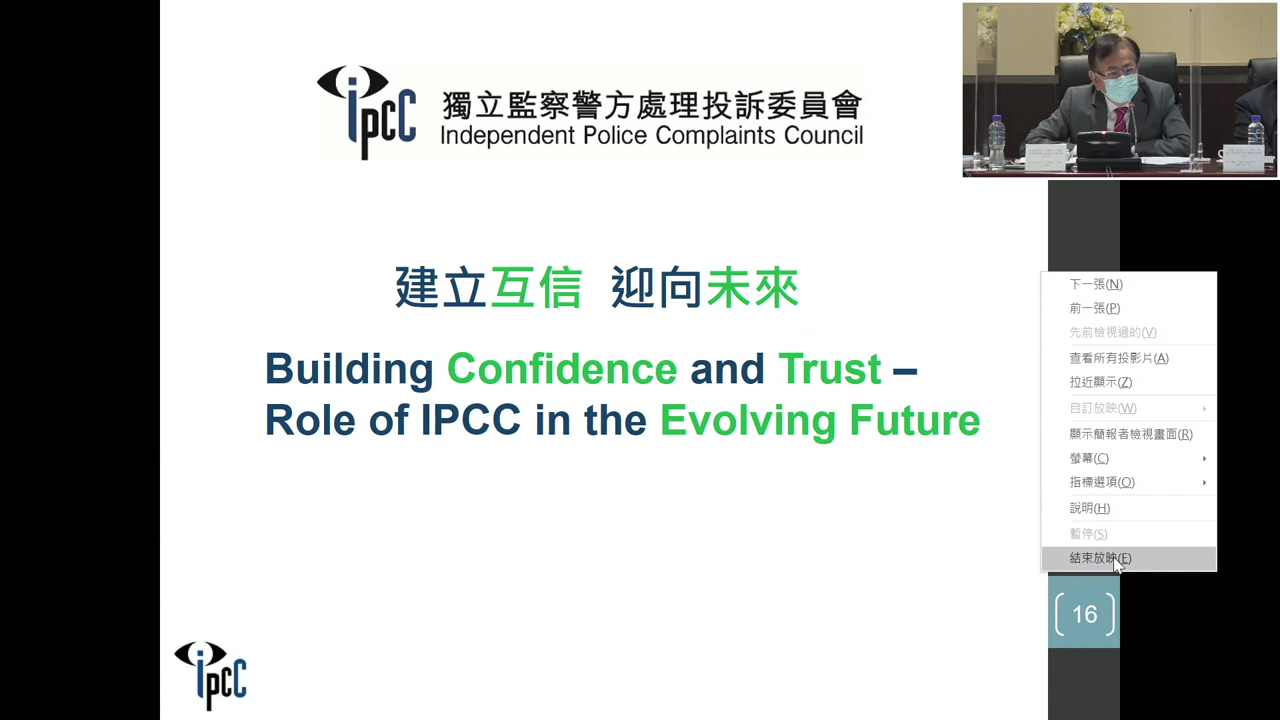 ipcc
獨立監察警方處理投訴委員會
Independent Police Complaints Council
建立互信 迎向未來
Building Confidence and Trust –
Role of IPCC in the Evolving Future
下一張(N)
前一張(P)
先前檢視過的(V)
查看所有投影片(A)
拉近顯示(Z)
自訂放映(W)
顯示簡報者檢視畫面(R)
螢幕(C)
指標選項(O)
說明(H)
暫停(S)
結束放映(E)
16
ipcc